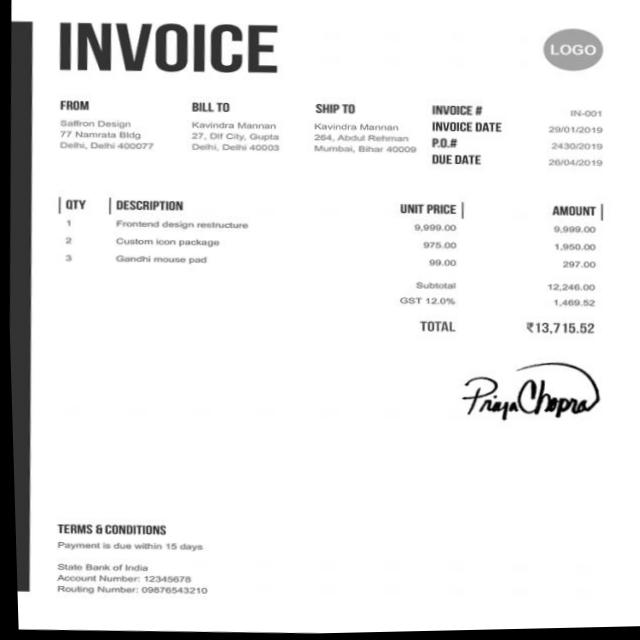 INVOICE
LOGO
FROM
Saffron Design
77 Namrata Bldg
Delhi, Delhi 400077
BILL TO
Kavindra Mannan
27, Dlf City, Gupta
Delhi, Delhi 40003
SHIP TO
Kavindra Mannan
264, Abdul Rehman
Mumbai, Bihar 40009
INVOICE # IN-001
INVOICE DATE 29/01/2019
P.O.# 2430/2019
DUE DATE 26/04/2019
QTY DESCRIPTION UNIT PRICE AMOUNT
1 Frontend design restructure 9,999.00 9,999.00
2 Custom icon package 975.00 1,950.00
3 Gandhi mouse pad 99.00 297.00
Subtotal 12,246.00
GST 12.0% 1,469.52
TOTAL ₹13,715.52
Priya Chopra
TERMS & CONDITIONS
Payment is due within 15 days
State Bank of India
Account Number: 12345678
Routing Number: 09876543210